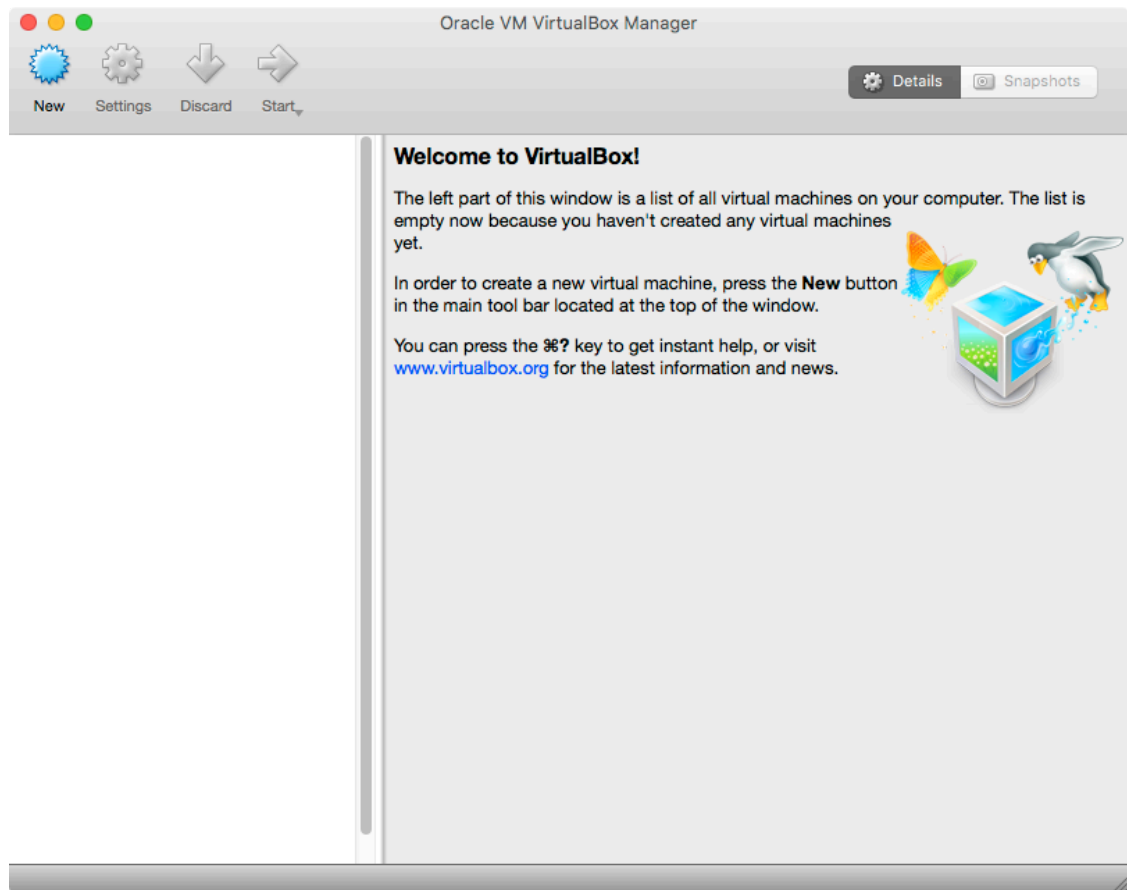 Oracle VM VirtualBox Manager
New Settings Discard Start
Details Snapshots
Welcome to VirtualBox!
The left part of this window is a list of all virtual machines on your computer. The list is
empty now because you haven't created any virtual machines
yet.
In order to create a new virtual machine, press the New button
in the main tool bar located at the top of the window.
You can press the ⌘? key to get instant help, or visit
www.virtualbox.org for the latest information and news.